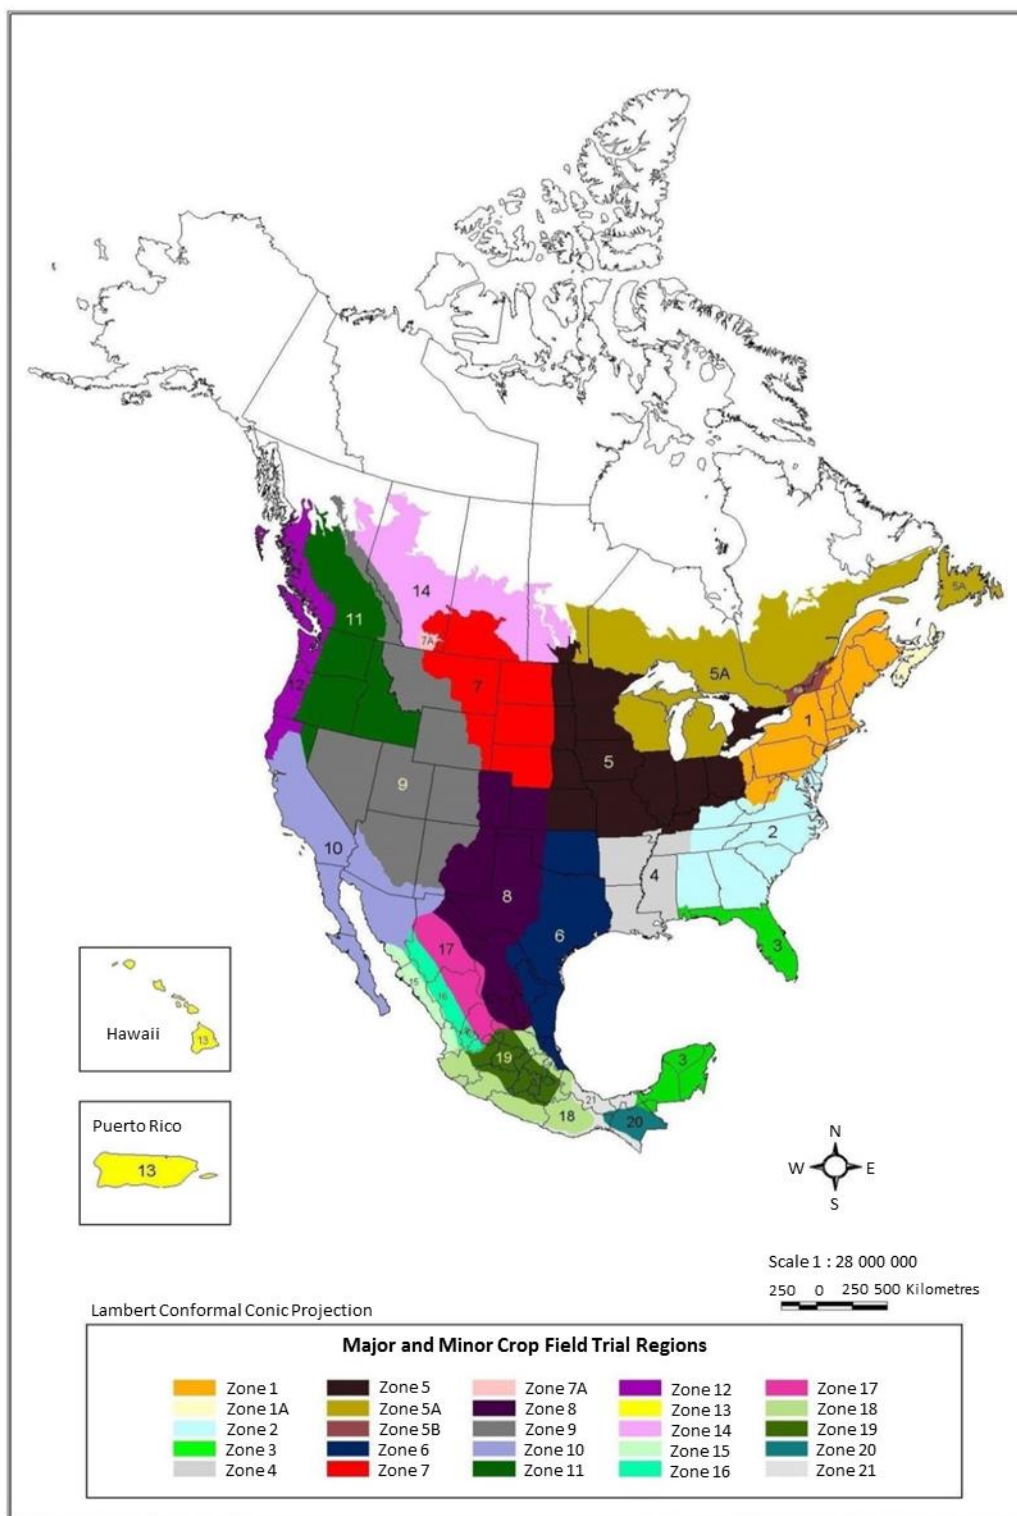 14
11
7A
7
12
5A
5A
1A
1
5
9
10
2
4
8
6
3
17
15
16
19
3
21
18
20
Hawaii
13
Puerto Rico
13
N
W E
S
Scale 1 : 28 000 000
250 0 250 500 Kilometres
Lambert Conformal Conic Projection
Major and Minor Crop Field Trial Regions
Zone 1 Zone 5 Zone 7A Zone 12 Zone 17
Zone 1A Zone 5A Zone 8 Zone 13 Zone 18
Zone 2 Zone 5B Zone 9 Zone 14 Zone 19
Zone 3 Zone 6 Zone 10 Zone 15 Zone 20
Zone 4 Zone 7 Zone 11 Zone 16 Zone 21